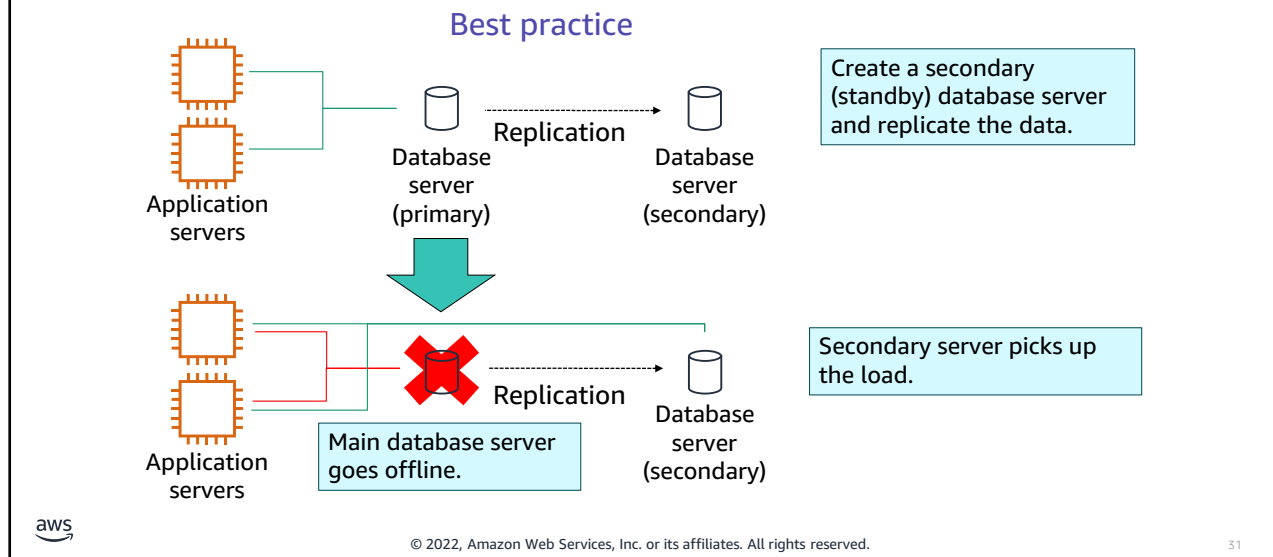 Best practice
Create a secondary
(standby) database server
and replicate the data.
Replication
Database
server
(primary)
Database
server
(secondary)
Application
servers
Secondary server picks up
the load.
Replication
Main database server
goes offline.
Database
server
(secondary)
Application
servers
aws
© 2022, Amazon Web Services, Inc. or its affiliates. All rights reserved.
31